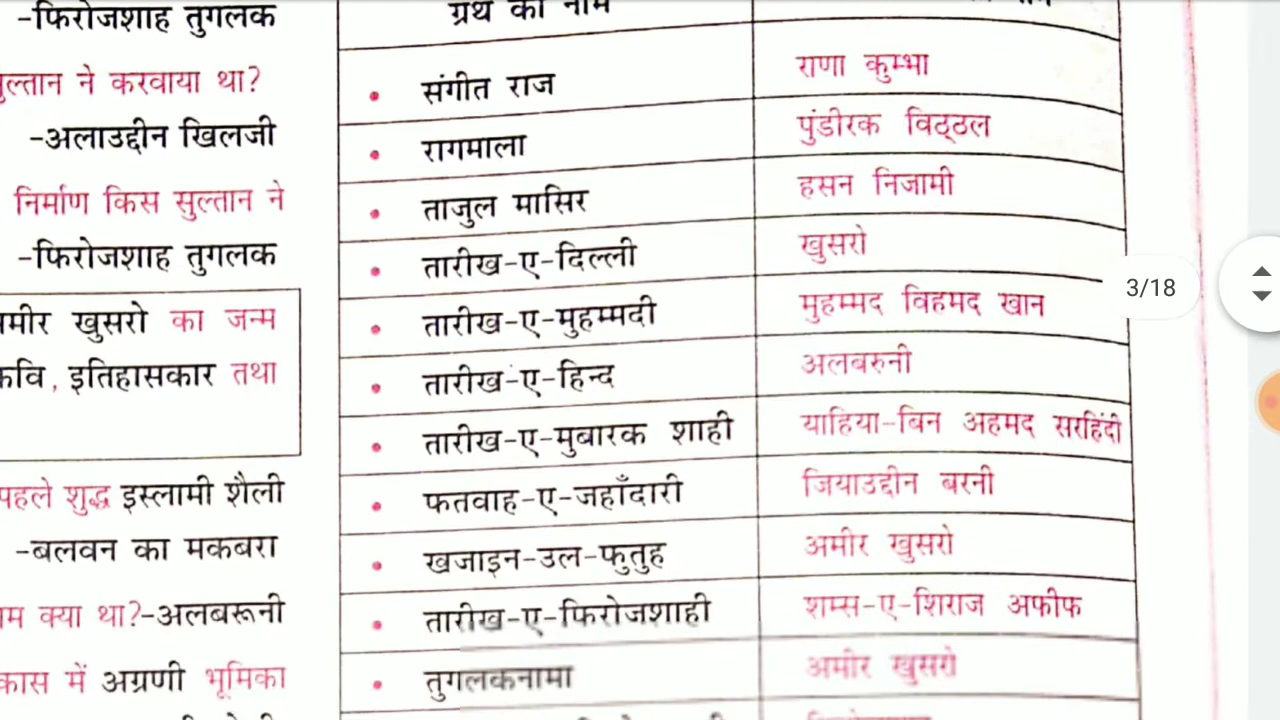 -फिरोजशाह तुगलक
सुल्तान ने करवाया था?
-अलाउद्दीन खिलजी
निर्माण किस सुल्तान ने
-फिरोजशाह तुगलक
खुसरो का जन्म
इतिहासकार तथा
पहले शुद्ध इस्लामी शैली
-बलवन का मकबरा
क्या था?-अलबरूनी
में अग्रणी भूमिका
ग्रंथ का नाम
• संगीत राज राणा कुम्भा
• रागमाला पुंडीरक विठ्ठल
• ताजुल मासिर हसन निजामी
• तारीख-ए-दिल्ली खुसरो
• तारीख-ए-मुहम्मदी मुहम्मद विहमद खान
• तारीख-ए-हिन्द अलबरुनी
• तारीख-ए-मुबारक शाही याहिया-बिन अहमद सरहिंदी
• फतवाह-ए-जहाँदारी जियाउद्दीन बरनी
• खजाइन-उल-फुतुह अमीर खुसरो
• तारीख-ए-फिरोजशाही शम्स-ए-शिराज अफीफ
• तुगलकनामा अमीर खुसरो
3/18